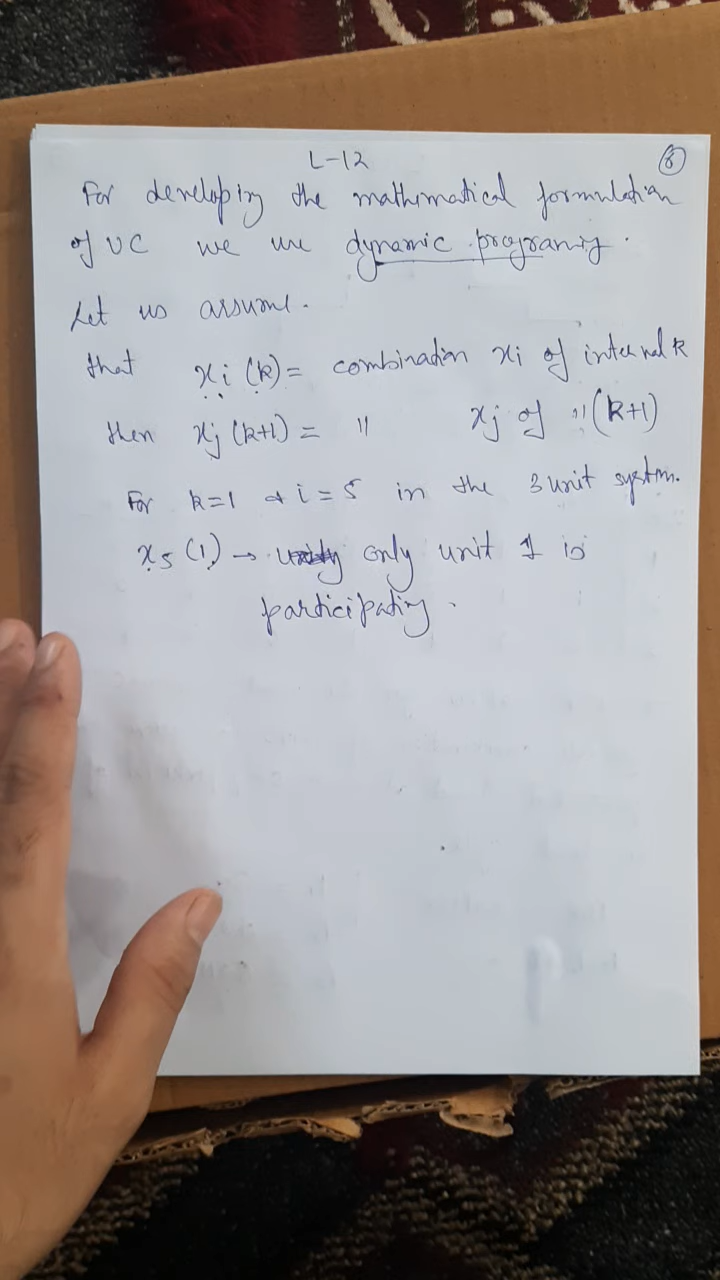 L-12
⑧
For developing the mathematical formulation
of UC we use dynamic programing.
Let us assume.
that xi (k) = combination xi of interval k
then xj (k+1) = " xj of " (k+1)
For k=1 & i = 5 in the 3 unit system.
x5 (1) → only unit 1 is
participating.